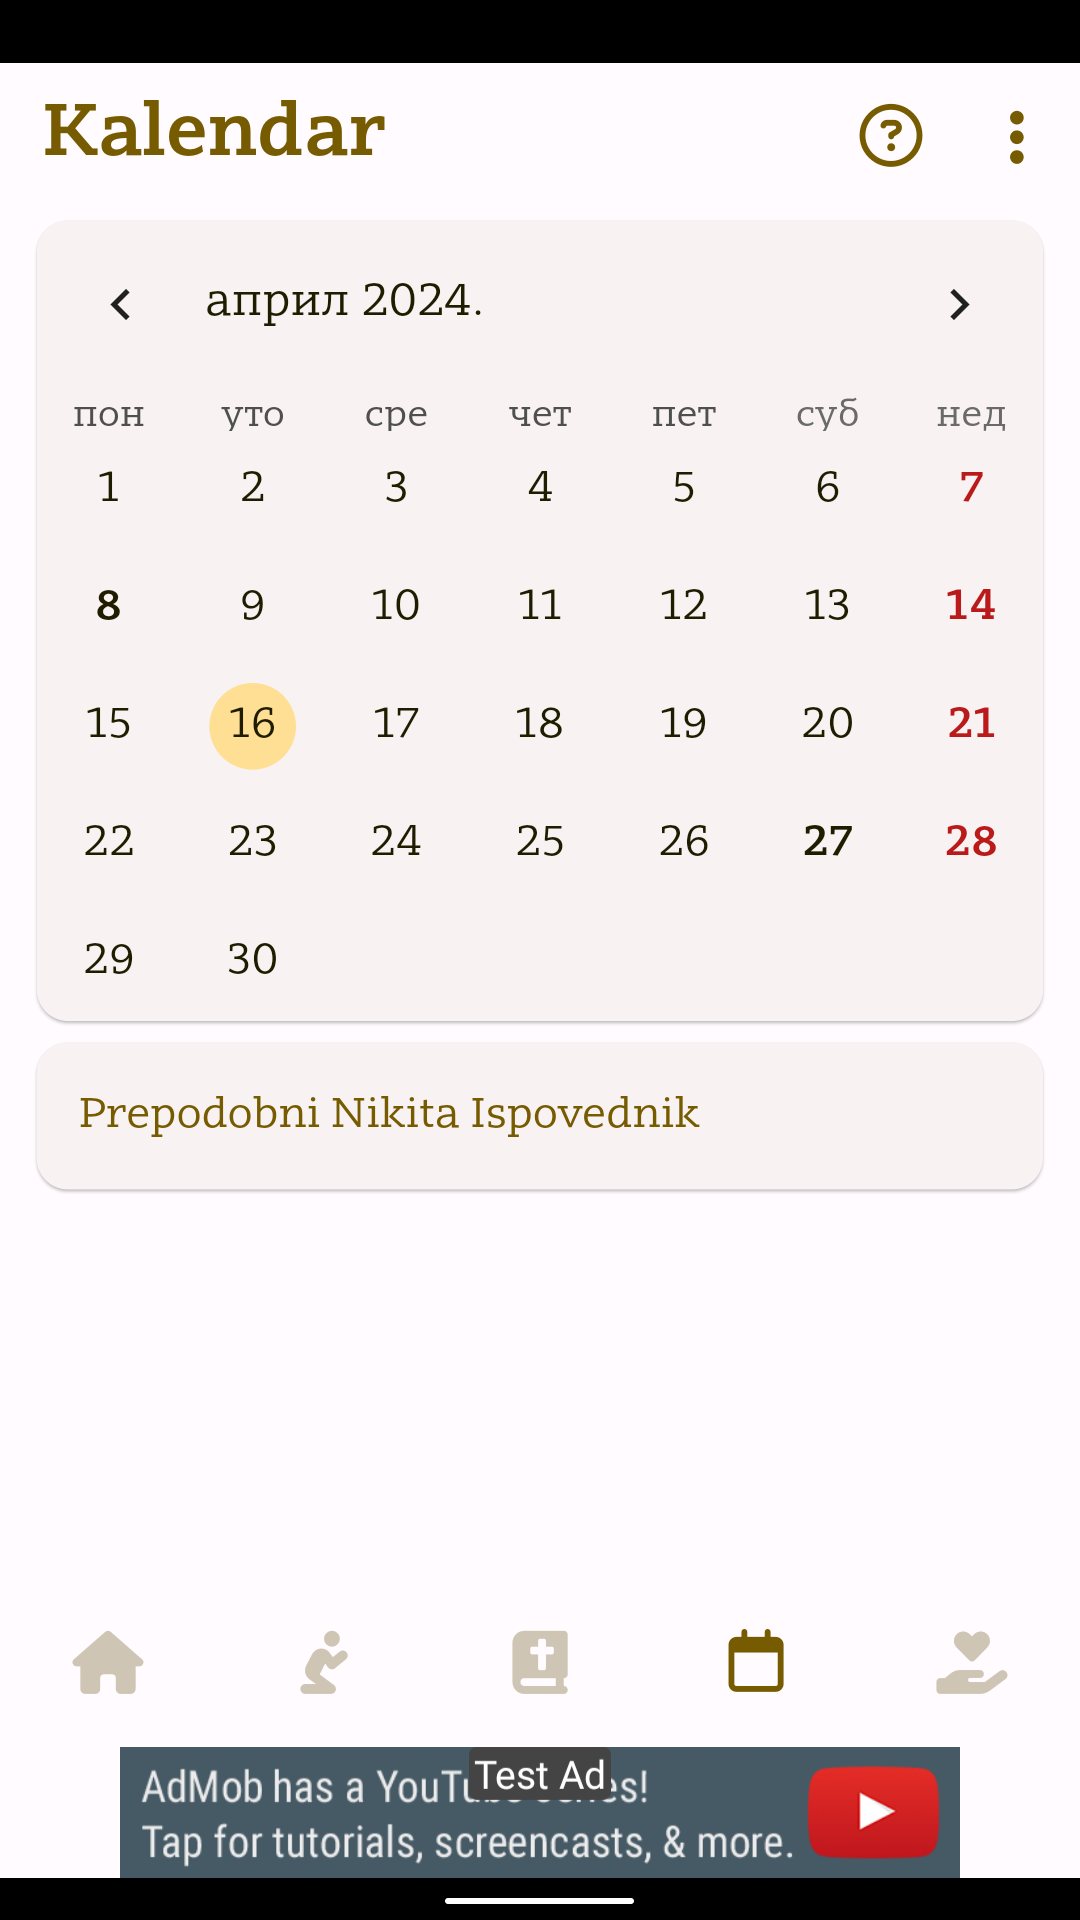 Kalendar
април 2024.
пон уто сре чет пет суб нед
1 2 3 4 5 6 7
8 9 10 11 12 13 14
15 16 17 18 19 20 21
22 23 24 25 26 27 28
29 30
Prepodobni Nikita Ispovednik
Test Ad
AdMob has a YouTube series!
Tap for tutorials, screencasts, & more.